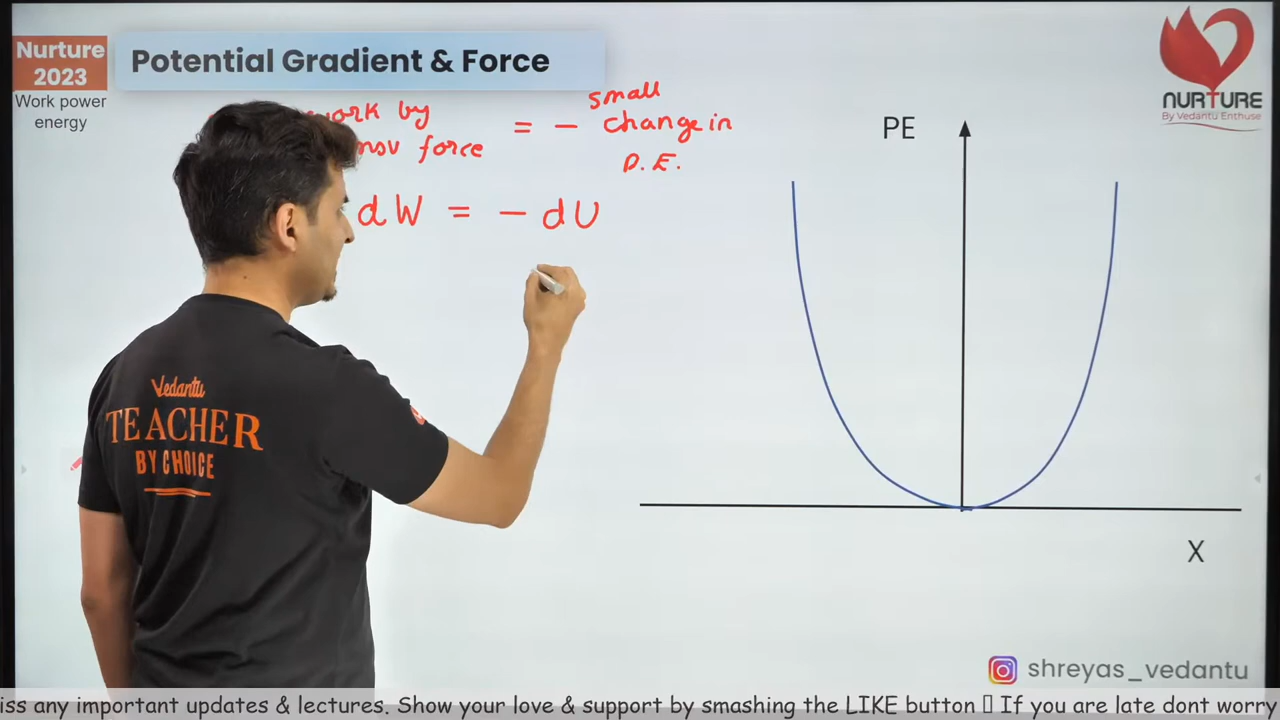 Nurture
2023
Work power
energy
Potential Gradient & Force
work by
force
= - small
change in
P.E.
dW = - dU
PE
X
NURTURE
By Vedantu Enthuse
Vedantu
TEACHER
BY CHOICE
shreyas_vedantu
iss any important updates & lectures. Show your love & support by smashing the LIKE button If you are late dont worry